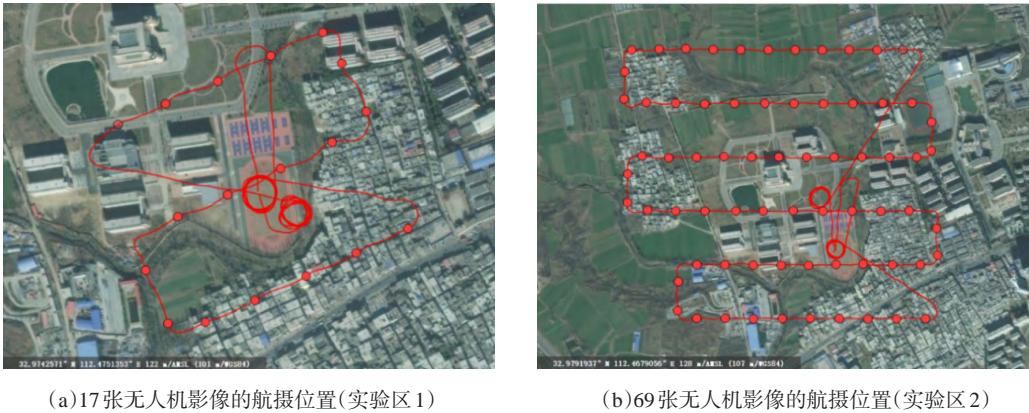 32.9742571° N 112.4751353° E 122 m/AMSL (101 m/WGS84)
32.9791937° N 112.4679056° E 128 m/AMSL (107 m/WGS84)
(a)17张无人机影像的航摄位置(实验区1)
(b)69张无人机影像的航摄位置(实验区2)